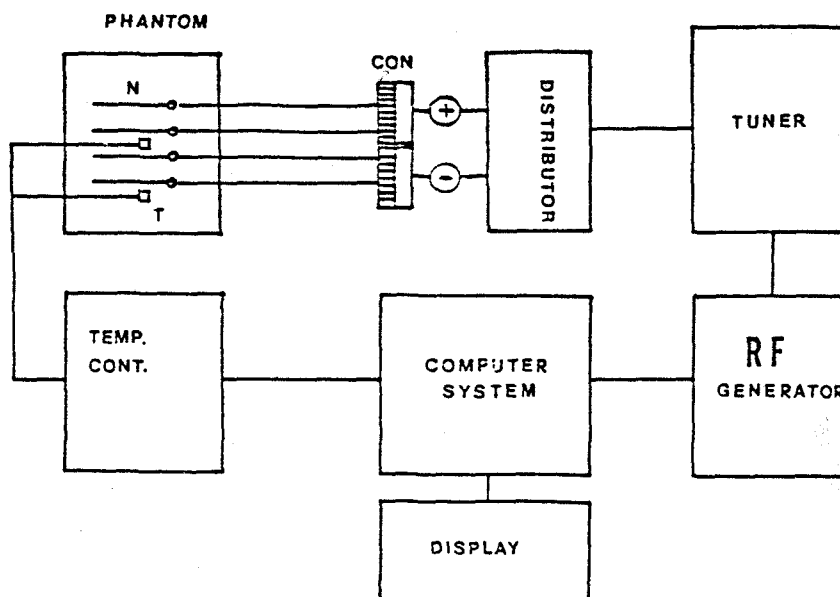 PHANTOM
N
T
CON
+
-
DISTRIBUTOR
TUNER
TEMP.
CONT.
COMPUTER
SYSTEM
RF
GENERATOR
DISPLAY